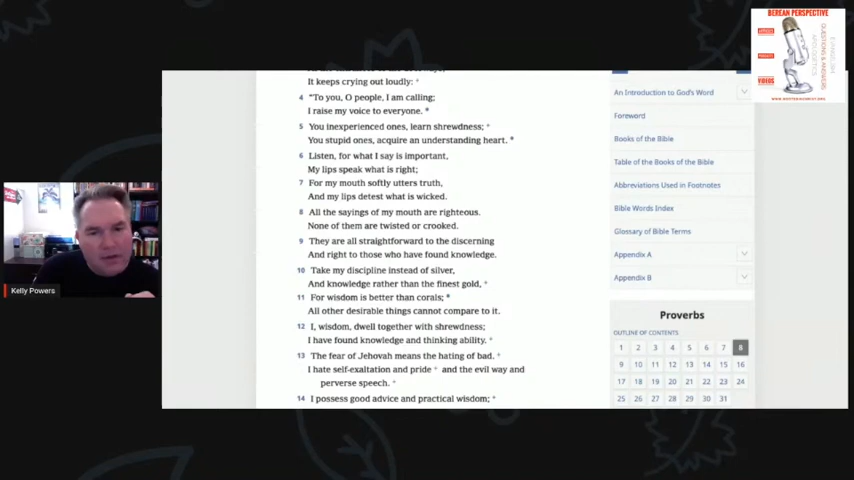 BEREAN PERSPECTIVE
ARTICLES
PODCASTS
VIDEOS
EVANGELISM
APOLOGETICS
QUESTIONS & ANSWERS
It keeps crying out loudly: *
4 “To you, O people, I am calling;
I raise my voice to everyone. *
5 You inexperienced ones, learn shrewdness; *
You stupid ones, acquire an understanding heart. *
6 Listen, for what I say is important,
My lips speak what is right;
7 For my mouth softly utters truth,
And my lips detest what is wicked.
8 All the sayings of my mouth are righteous.
None of them are twisted or crooked.
9 They are all straightforward to the discerning
And right to those who have found knowledge.
10 Take my discipline instead of silver,
And knowledge rather than the finest gold, *
11 For wisdom is better than corals; *
All other desirable things cannot compare to it.
12 I, wisdom, dwell together with shrewdness;
I have found knowledge and thinking ability. *
13 The fear of Jehovah means the hating of bad. *
I hate self-exaltation and pride * and the evil way and
perverse speech. *
14 I possess good advice and practical wisdom; *
An Introduction to God’s Word
Foreword
Books of the Bible
Table of the Books of the Bible
Abbreviations Used in Footnotes
Bible Words Index
Glossary of Bible Terms
Appendix A
Appendix B
Proverbs
OUTLINE OF CONTENTS
1 2 3 4 5 6 7 8
9 10 11 12 13 14 15 16
17 18 19 20 21 22 23 24
25 26 27 28 29 30 31
Kelly Powers